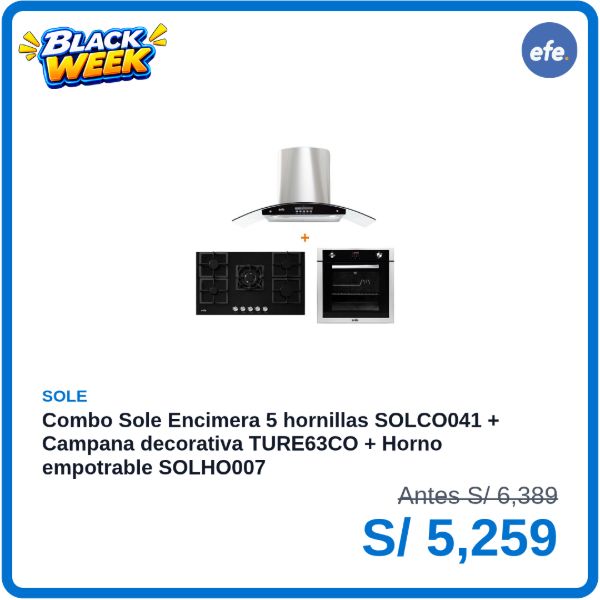 BLACK
WEEK
efe.
SOLE
Combo Sole Encimera 5 hornillas SOLCO041 +
Campana decorativa TURE63CO + Horno
empotrable SOLHO007
Antes S/ 6,389
S/ 5,259